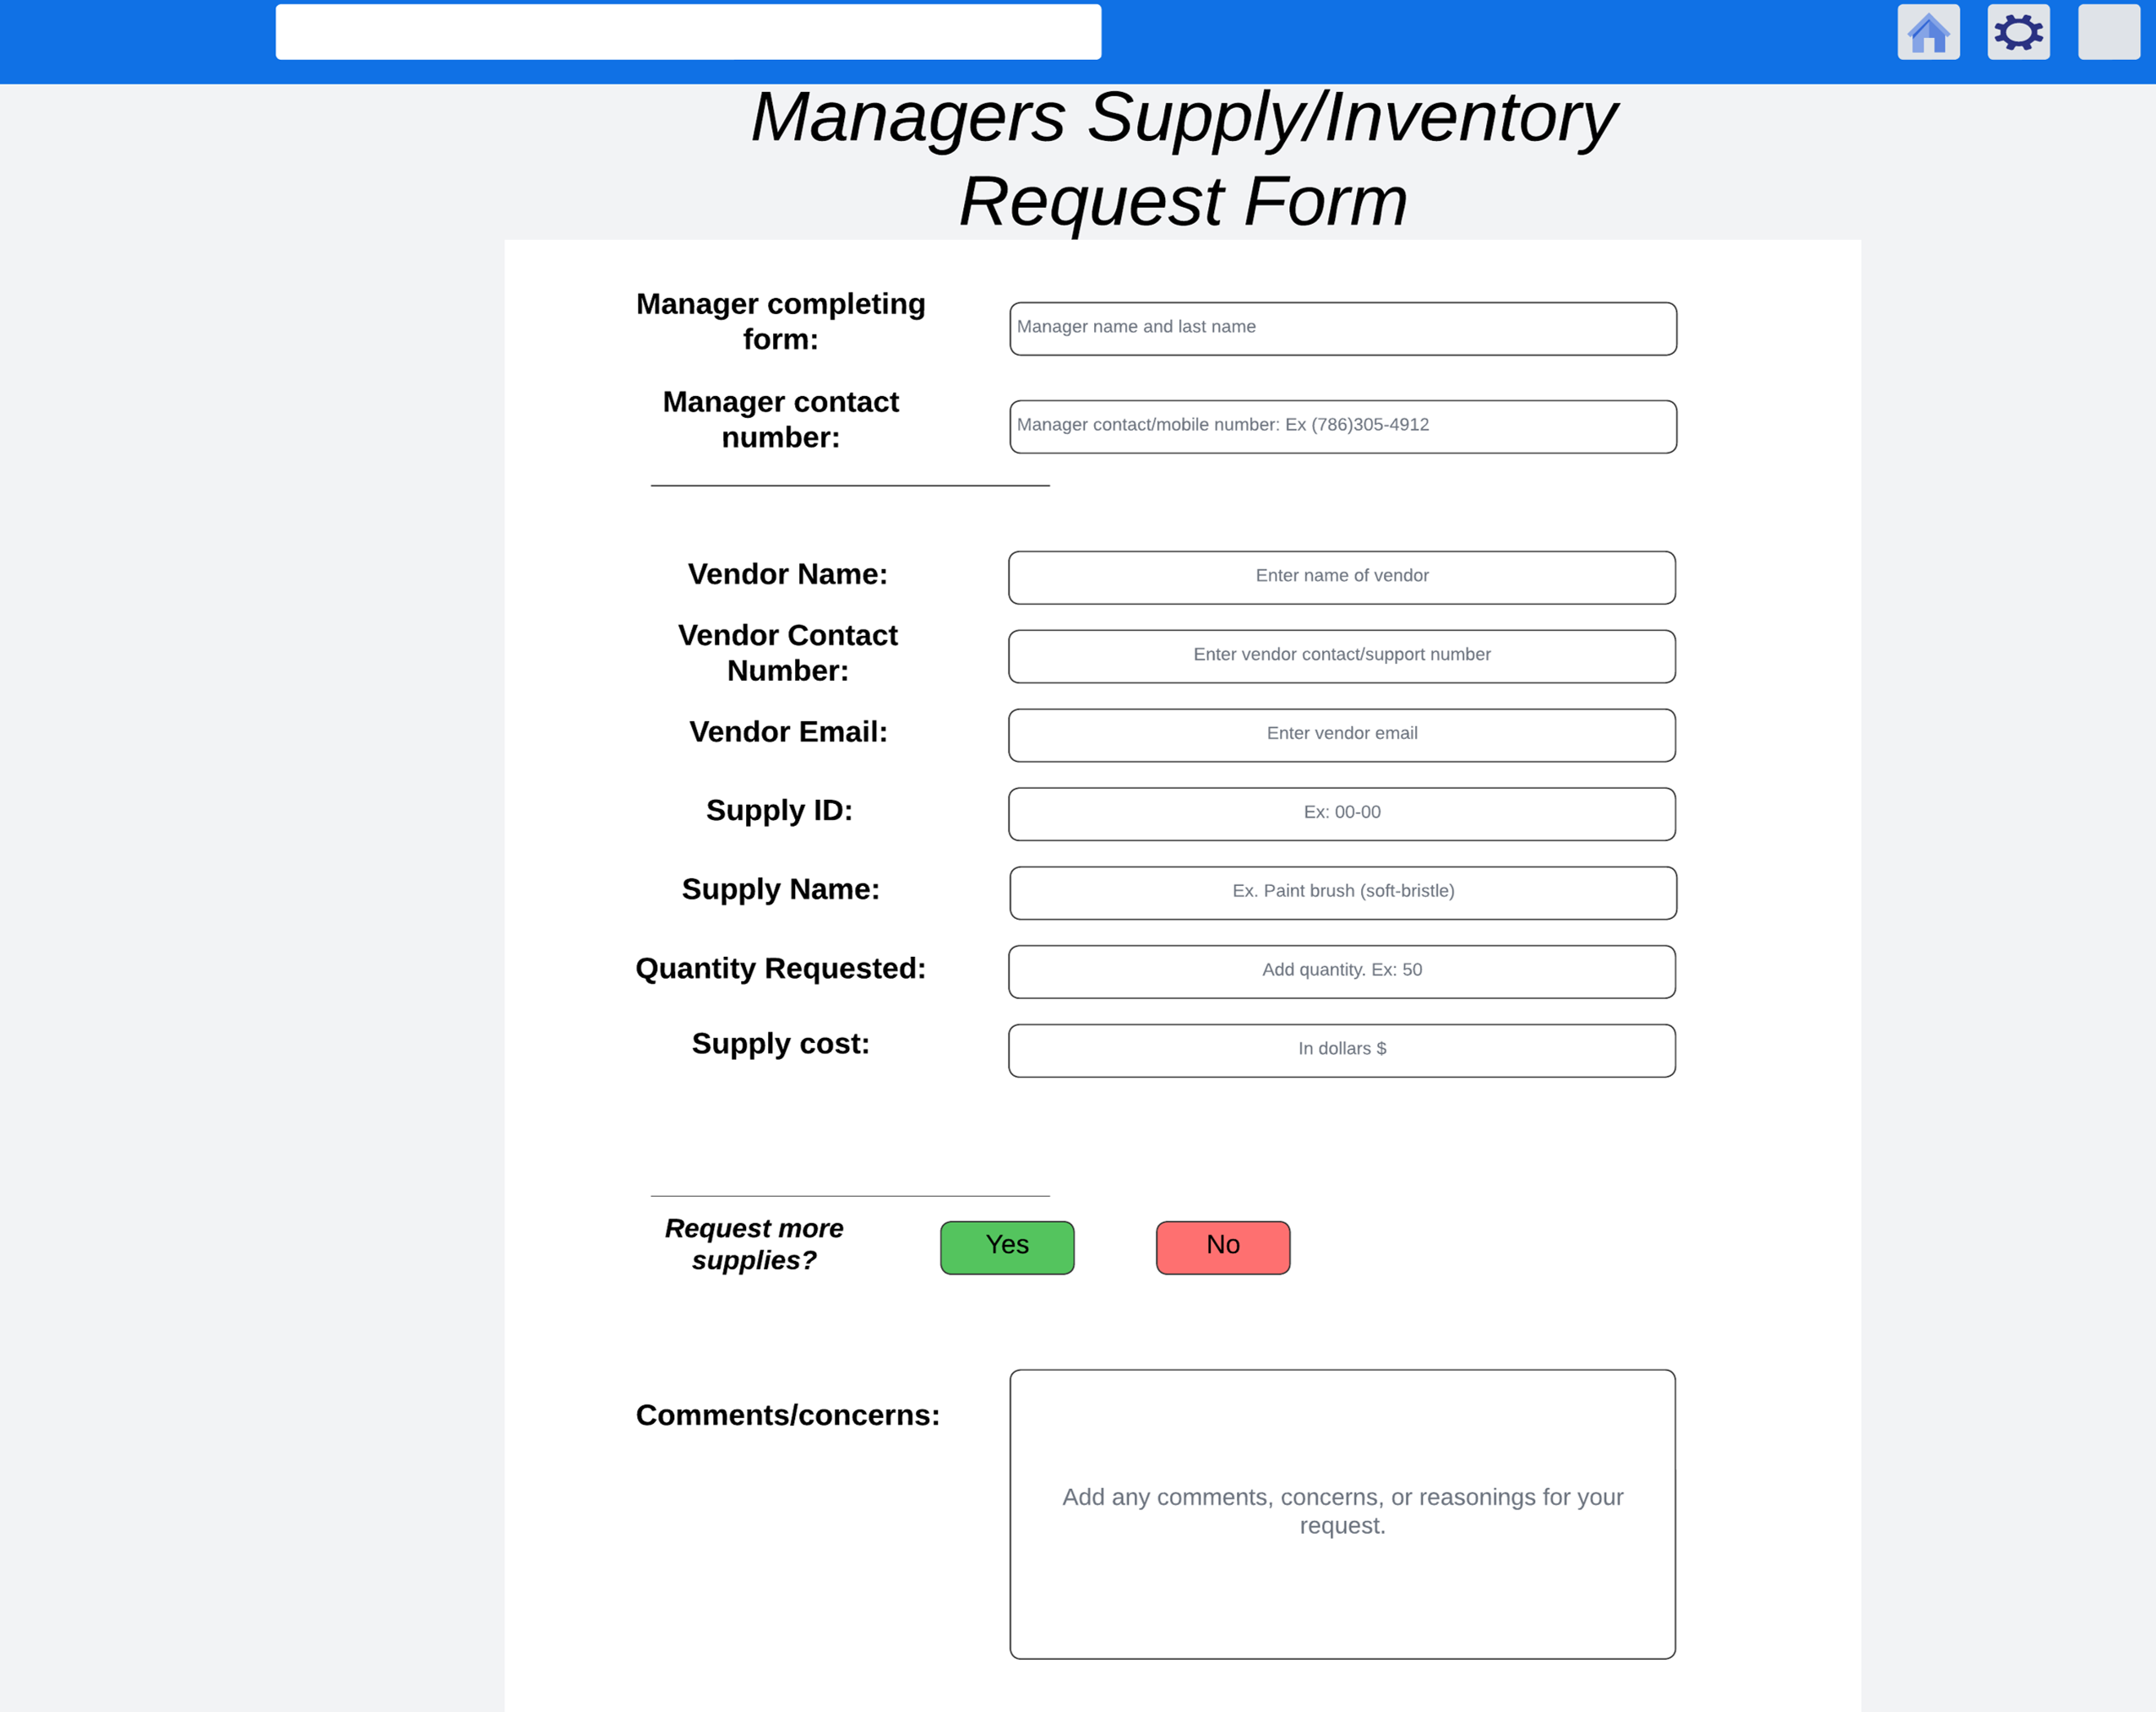 Managers Supply/Inventory
Request Form
Manager completing
form:
Manager name and last name
Manager contact
number:
Manager contact/mobile number: Ex (786)305-4912
Vendor Name:
Enter name of vendor
Vendor Contact
Number:
Enter vendor contact/support number
Vendor Email:
Enter vendor email
Supply ID:
Ex: 00-00
Supply Name:
Ex. Paint brush (soft-bristle)
Quantity Requested:
Add quantity. Ex: 50
Supply cost:
In dollars $
Request more
supplies?
Yes
No
Comments/concerns:
Add any comments, concerns, or reasonings for your
request.